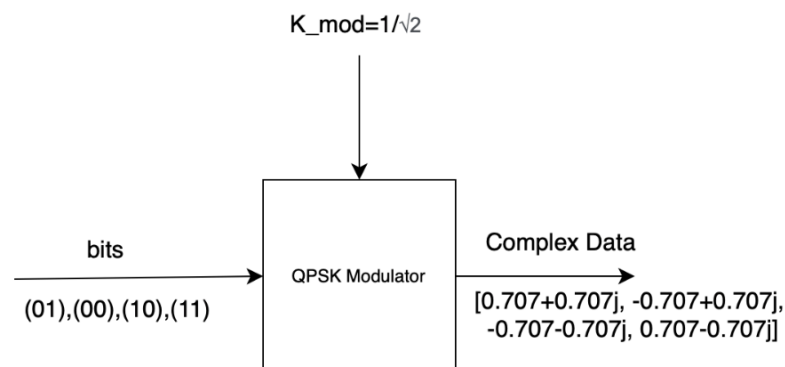 K_mod=1/√2
bits
(01),(00),(10),(11)
QPSK Modulator
Complex Data
[0.707+0.707j, -0.707+0.707j,
-0.707-0.707j, 0.707-0.707j]